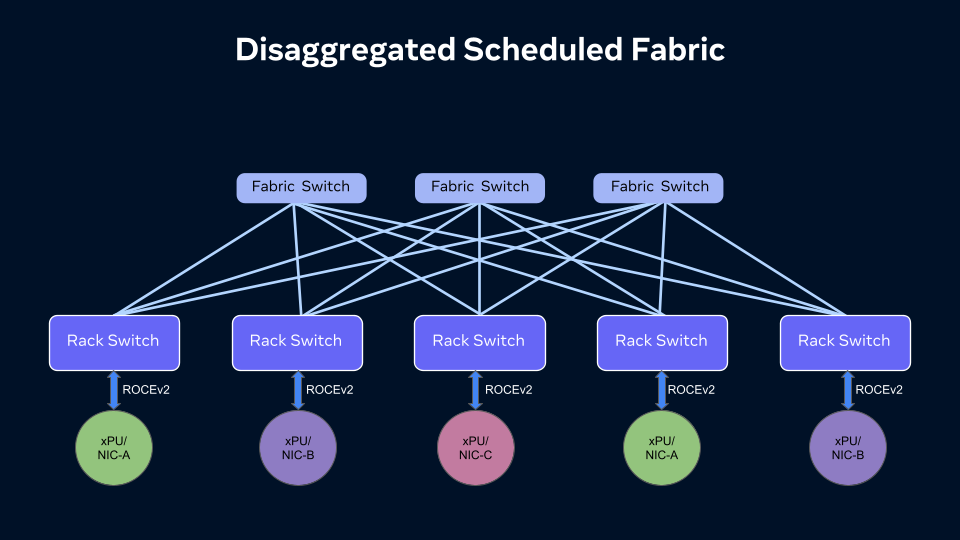 Disaggregated Scheduled Fabric
Fabric Switch
Fabric Switch
Fabric Switch
Rack Switch
Rack Switch
Rack Switch
Rack Switch
Rack Switch
ROCEv2
ROCEv2
ROCEv2
ROCEv2
ROCEv2
xPU/
NIC-A
xPU/
NIC-B
xPU/
NIC-C
xPU/
NIC-A
xPU/
NIC-B